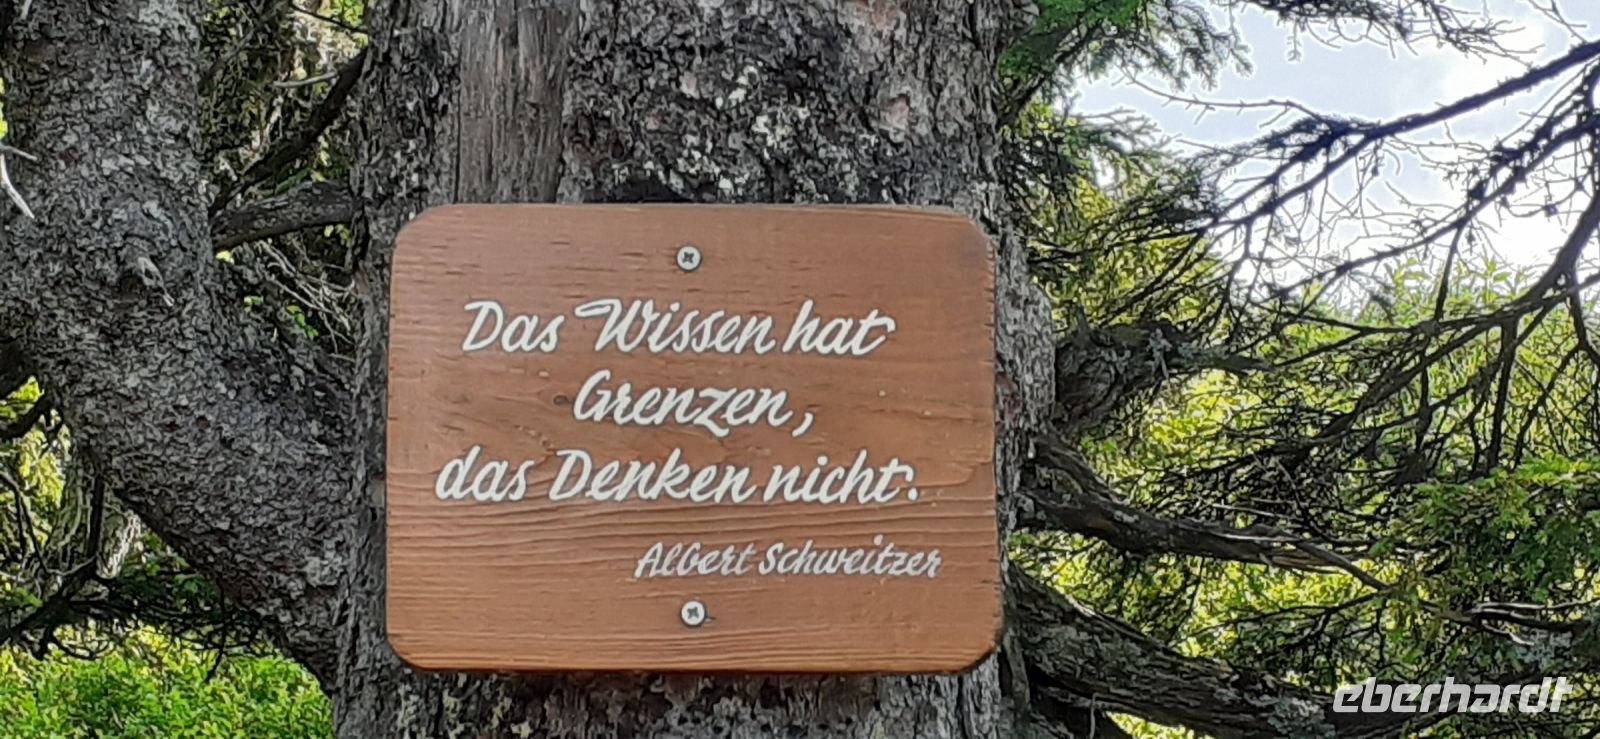 Das Wissen hat
Grenzen,
das Denken nicht.
Albert Schweitzer
eberhardt